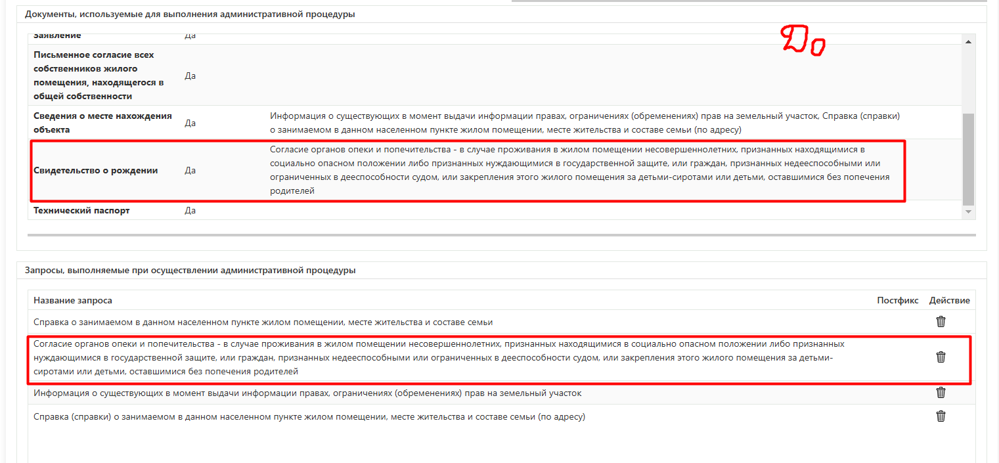 Документы, используемые для выполнения административной процедуры
До
Заявление Да
Письменное согласие всех
собственников жилого
помещения, находящегося в
общей собственности
Да
Сведения о месте нахождения
объекта
Да
Информация о существующих в момент выдачи информации правах, ограничениях (обременениях) прав на земельный участок, Справка (справки)
о занимаемом в данном населенном пункте жилом помещении, месте жительства и составе семьи (по адресу)
Свидетельство о рождении
Да
Согласие органов опеки и попечительства - в случае проживания в жилом помещении несовершеннолетних, признанных находящимися в
социально опасном положении либо признанных нуждающимися в государственной защите, или граждан, признанных недееспособными или
ограниченных в дееспособности судом, или закрепления этого жилого помещения за детьми-сиротами или детьми, оставшимися без попечения
родителей
Технический паспорт Да
Запросы, выполняемые при осуществлении административной процедуры
Название запроса Постфикс Действие
Справка о занимаемом в данном населенном пункте жилом помещении, месте жительства и составе семьи
Согласие органов опеки и попечительства - в случае проживания в жилом помещении несовершеннолетних, признанных находящимися в социально опасном положении либо признанных
нуждающимися в государственной защите, или граждан, признанных недееспособными или ограниченных в дееспособности судом, или закрепления этого жилого помещения за детьми-
сиротами или детьми, оставшимися без попечения родителей
Информация о существующих в момент выдачи информации правах, ограничениях (обременениях) прав на земельный участок
Справка (справки) о занимаемом в данном населенном пункте жилом помещении, месте жительства и составе семьи (по адресу)